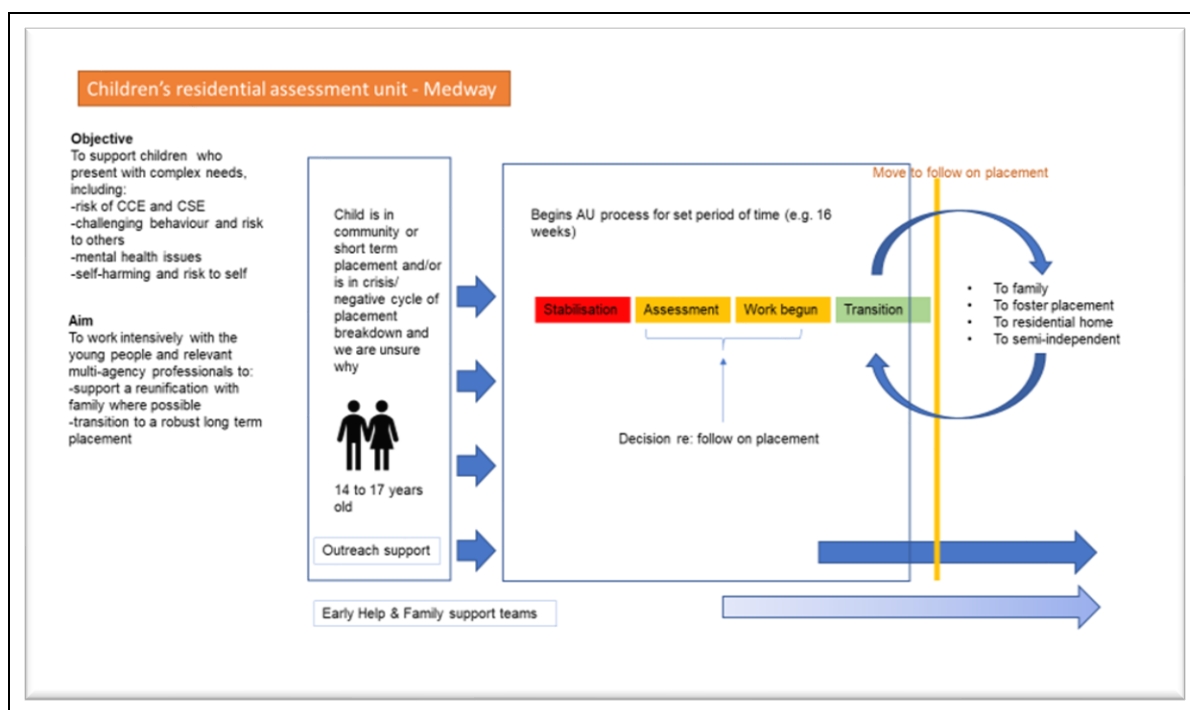 Children's residential assessment unit - Medway
Objective
To support children who
present with complex needs,
including:
-risk of CCE and CSE
-challenging behaviour and risk
to others
-mental health issues
-self-harming and risk to self
Aim
To work intensively with the
young people and relevant
multi-agency professionals to:
-support a reunification with
family where possible
-transition to a robust long term
placement
Child is in
community or
short term
placement and/or
is in crisis/
negative cycle of
placement
breakdown and
we are unsure
why
14 to 17 years
old
Outreach support
Early Help & Family support teams
Begins AU process for set period of time (e.g. 16
weeks)
Stabilisation
Assessment
Work begun
Transition
Decision re: follow on placement
Move to follow on placement
• To family
• To foster placement
• To residential home
• To semi-independent